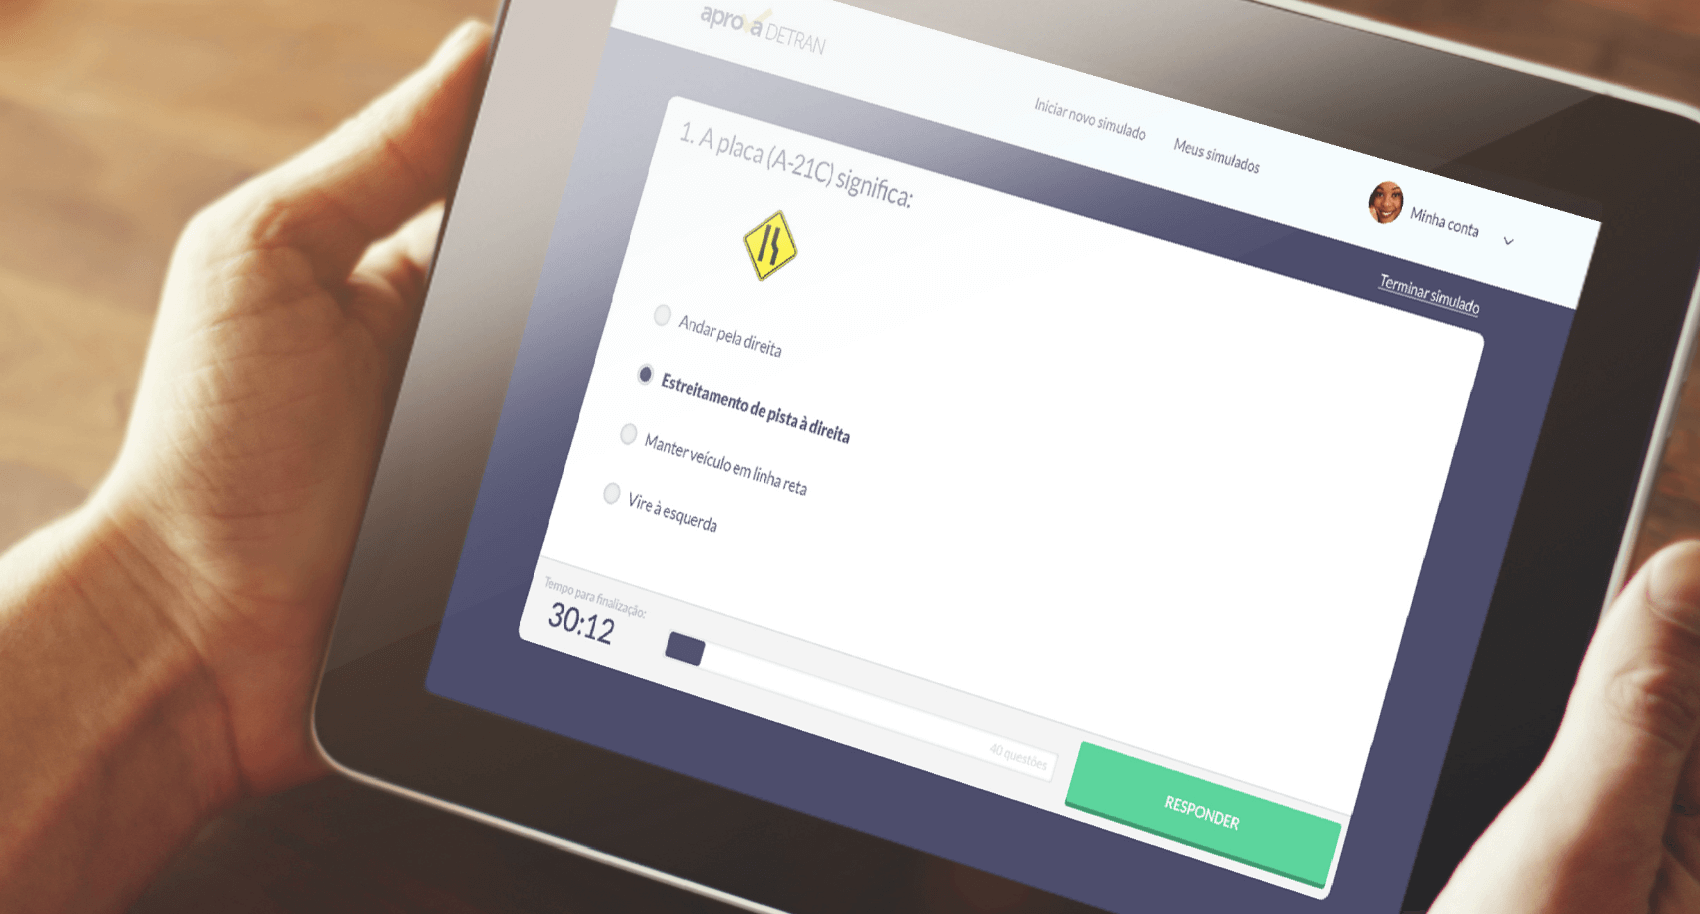 aprova DETRAN
Iniciar novo simulado
Meus simulados
Minha conta
Terminar simulado
1. A placa (A-21C) significa:
Andar pela direita
Estreitamento de pista à direita
Manter veículo em linha reta
Vire à esquerda
Tempo para finalização:
30:12
40 questões
RESPONDER